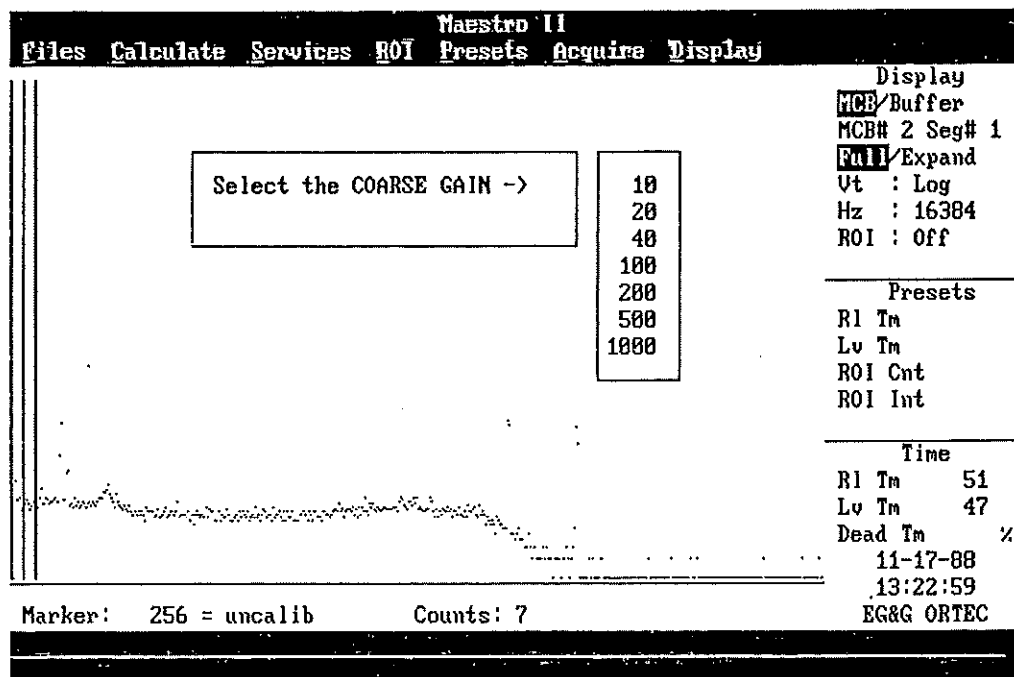 Maestro II
Files Calculate Services ROI Presets Acquire Display
Select the COARSE GAIN ->
10
20
40
100
200
500
1000
Display
MCB/Buffer
MCB# 2 Seg# 1
Full/Expand
Vt : Log
Hz : 16384
ROI : Off
Presets
Rl Tm
Lv Tm
ROI Cnt
ROI Int
Time
Rl Tm 51
Lv Tm 47
Dead Tm %
11-17-88
13:22:59
EG&G ORTEC
Marker: 256 = uncalib Counts: 7